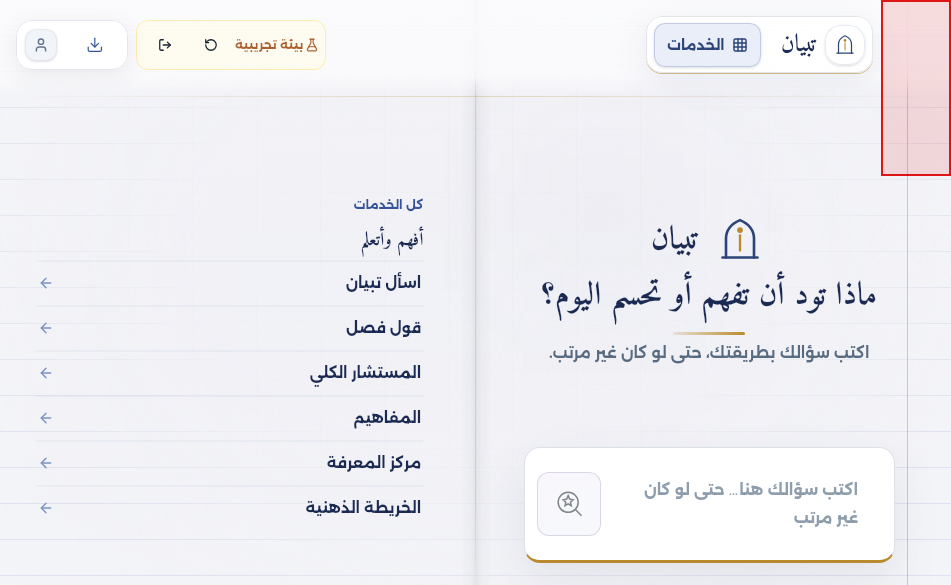 تبيان
الخدمات
بيئة تجريبية
تبيان
ماذا تود أن تفهم أو تحسم اليوم؟
اكتب سؤالك بطريقتك، حتى لو كان غير مرتب.
اكتب سؤالك هنا... حتى لو كان
غير مرتب
كل الخدمات
أفهم وأتعلم
اسأل تبيان
قول فصل
المستشار الكلي
المفاهيم
مركز المعرفة
الخريطة الذهنية